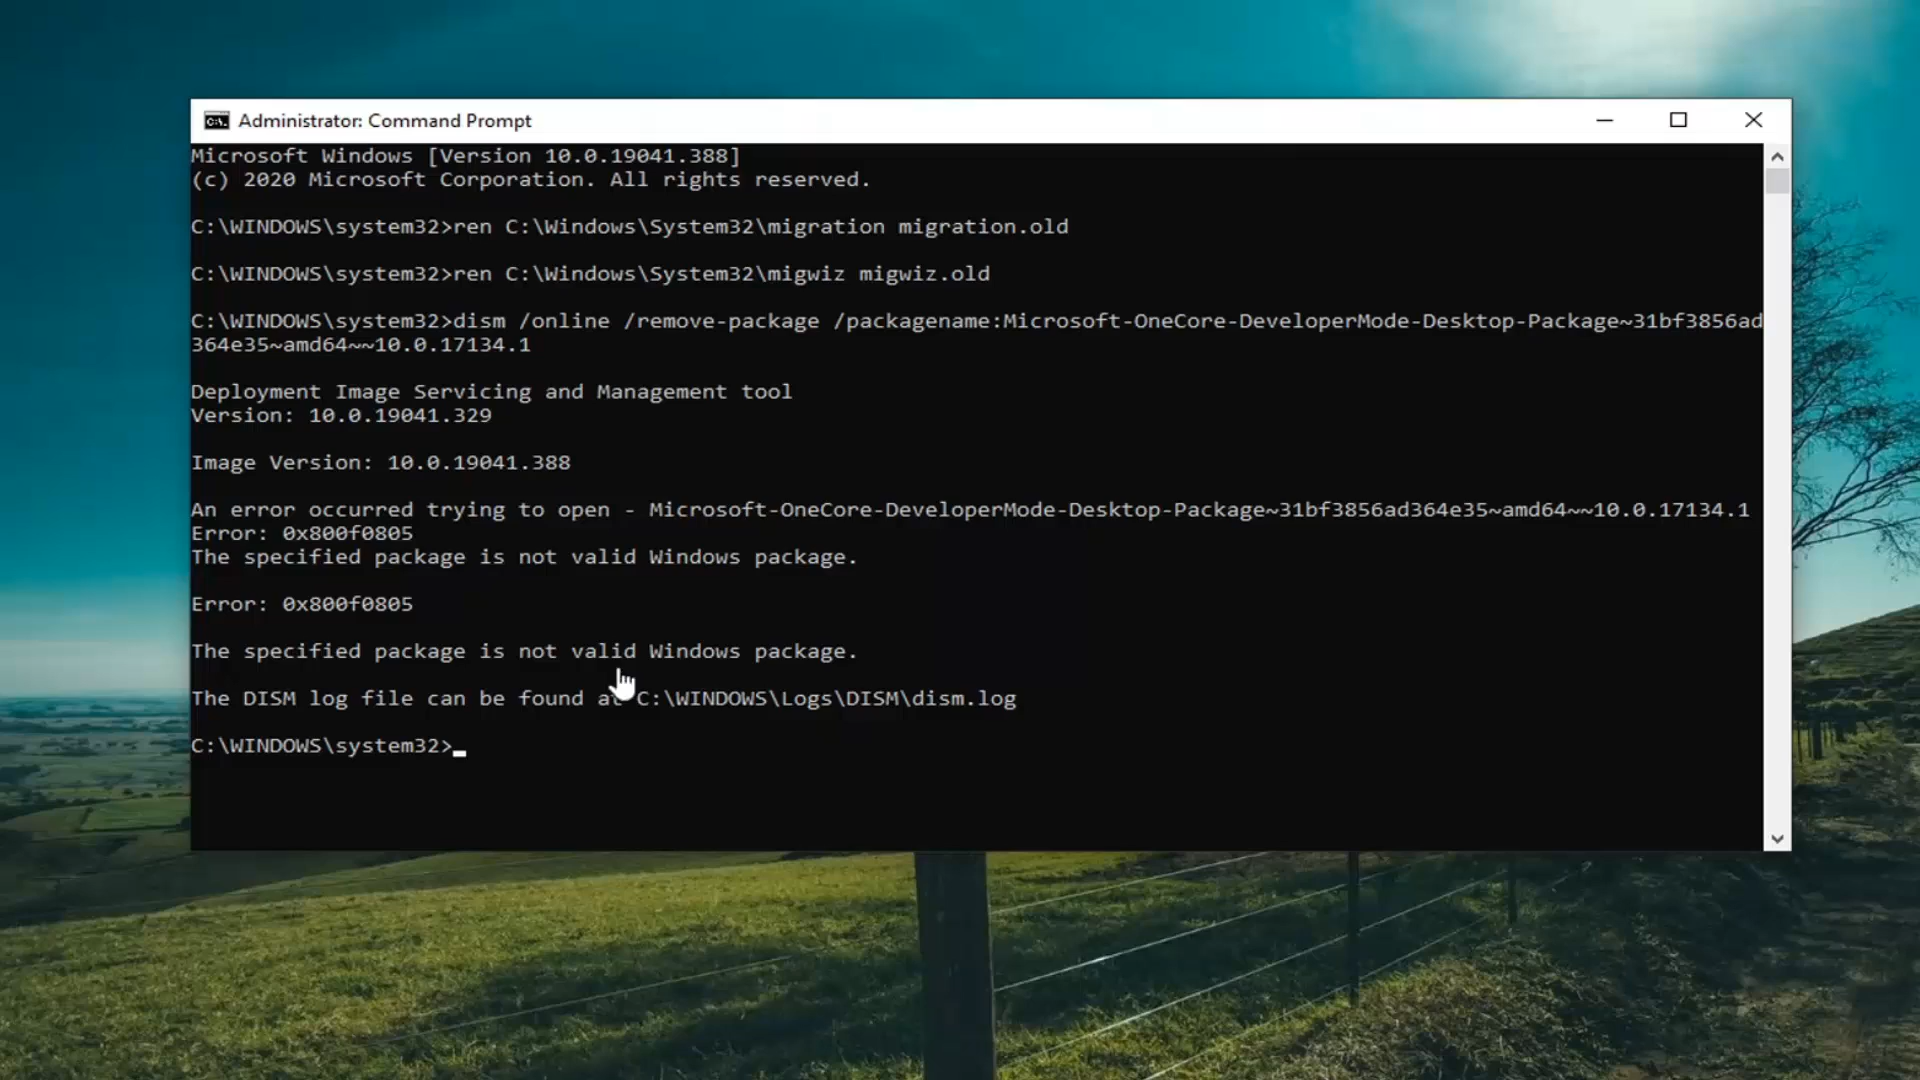 Administrator: Command Prompt
Microsoft Windows [Version 10.0.19041.388]
(c) 2020 Microsoft Corporation. All rights reserved.
C:\WINDOWS\system32>ren C:\Windows\System32\migration migration.old
C:\WINDOWS\system32>ren C:\Windows\System32\migwiz migwiz.old
C:\WINDOWS\system32>dism /online /remove-package /packagename:Microsoft-OneCore-DeveloperMode-Desktop-Package~31bf3856ad
364e35~amd64~~10.0.17134.1
Deployment Image Servicing and Management tool
Version: 10.0.19041.329
Image Version: 10.0.19041.388
An error occurred trying to open - Microsoft-OneCore-DeveloperMode-Desktop-Package~31bf3856ad364e35~amd64~~10.0.17134.1
Error: 0x800f0805
The specified package is not valid Windows package.
Error: 0x800f0805
The specified package is not valid Windows package.
The DISM log file can be found at C:\WINDOWS\Logs\DISM\dism.log
C:\WINDOWS\system32>